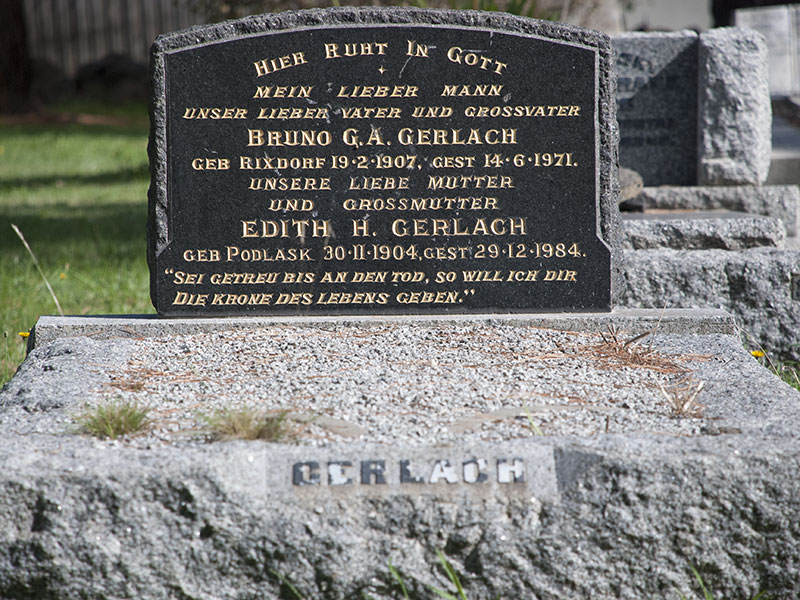 HIER RUHT IN GOTT
MEIN LIEBER MANN
UNSER LIEBER VATER UND GROSSVATER
BRUNO G.A. GERLACH
GEB RIXDORF 19·2·1907, GEST 14·6·1971.
UNSERE LIEBE MUTTER
UND GROSSMUTTER
EDITH H. GERLACH
GEB PODLASK 30·11·1904, GEST 29·12·1984.
"SEI GETREU BIS AN DEN TOD, SO WILL ICH DIR
DIE KRONE DES LEBENS GEBEN."
GERLACH